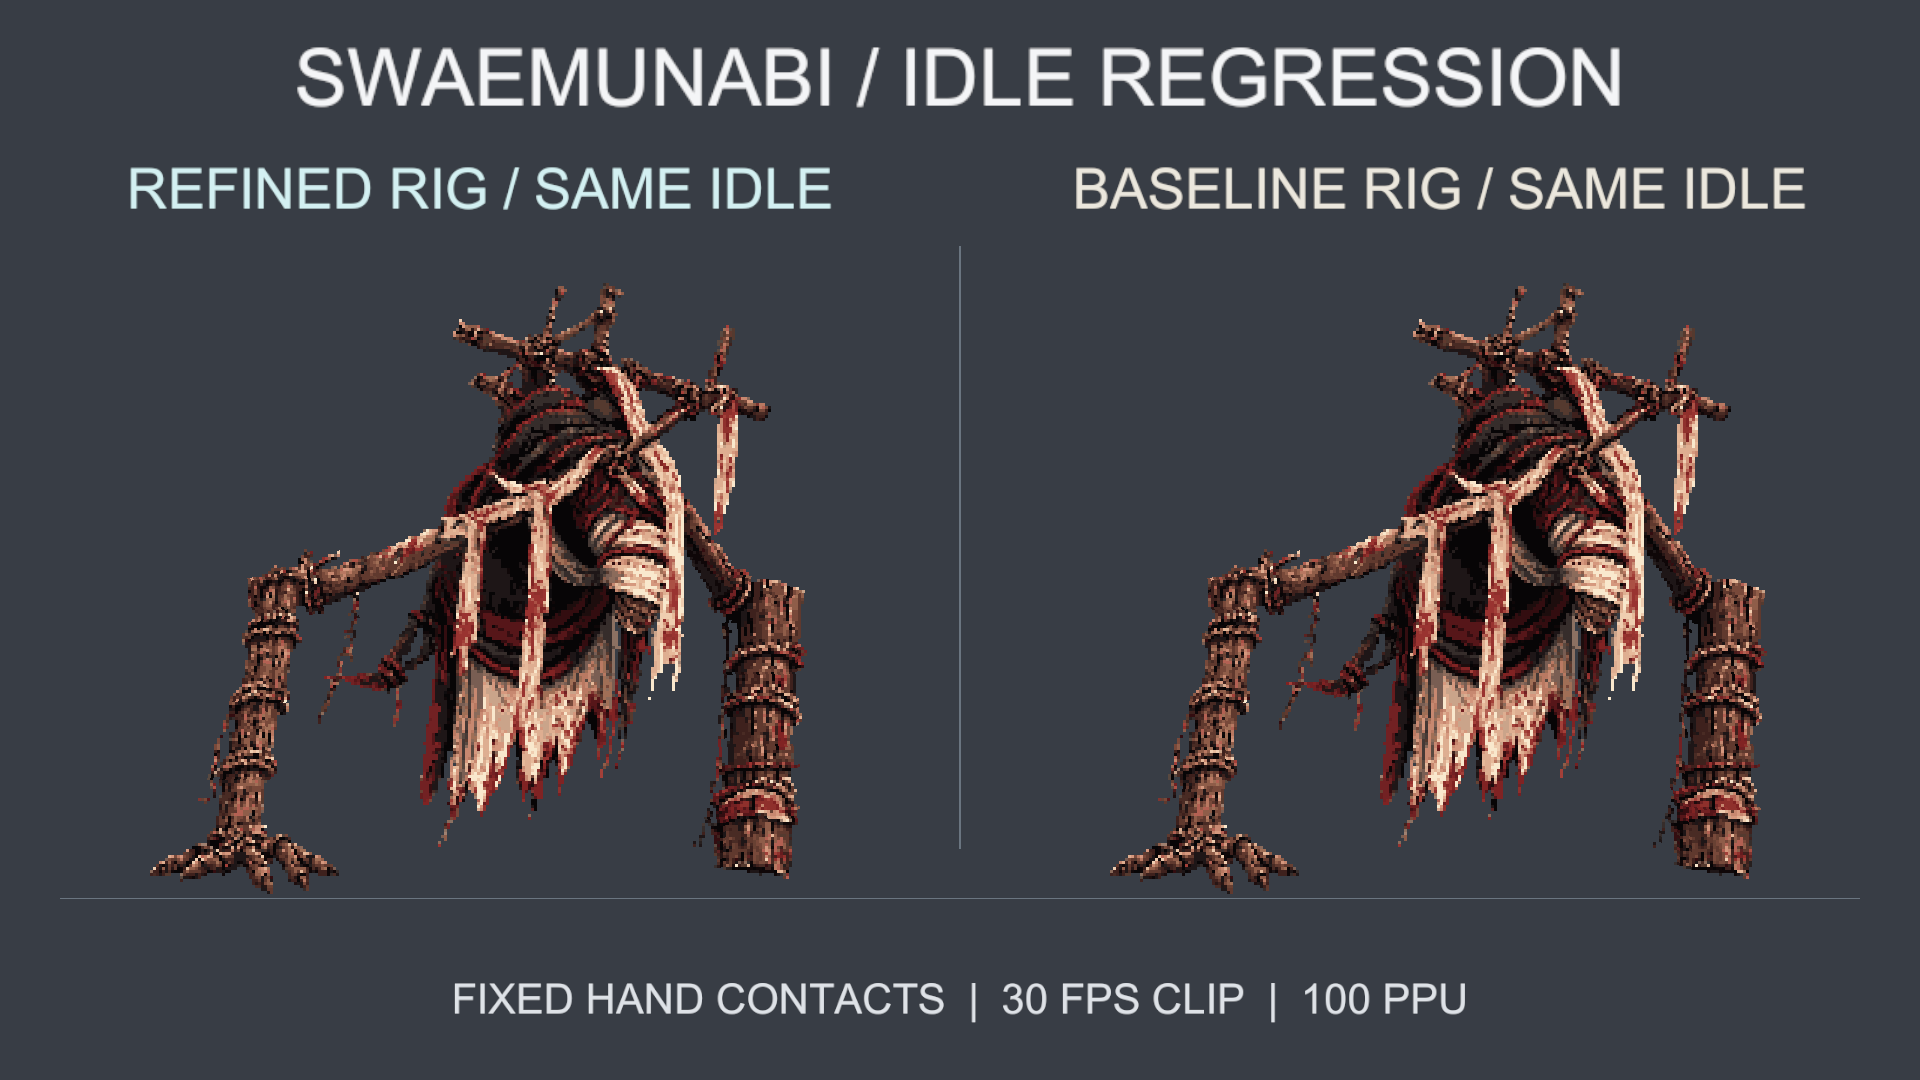 SWAEMUNABI / IDLE REGRESSION
REFINED RIG / SAME IDLE
BASELINE RIG / SAME IDLE
FIXED HAND CONTACTS | 30 FPS CLIP | 100 PPU